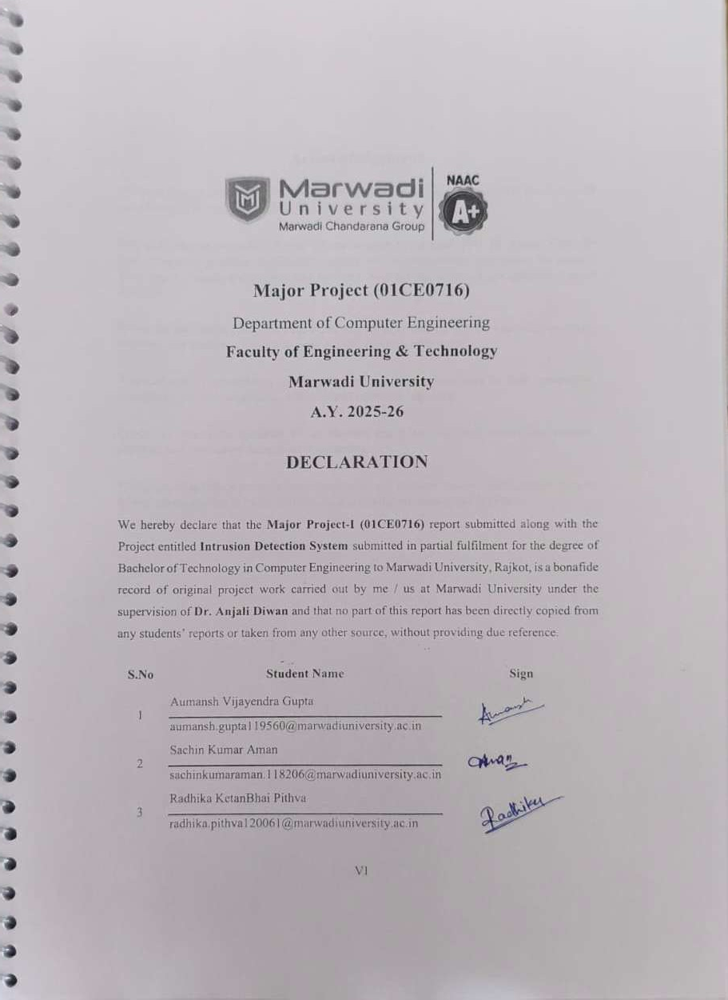 Marwadi
University
Marwadi Chandarana Group
NAAC
A+
Major Project (01CE0716)
Department of Computer Engineering
Faculty of Engineering & Technology
Marwadi University
A.Y. 2025-26
DECLARATION
We hereby declare that the Major Project-I (01CE0716) report submitted along with the
Project entitled Intrusion Detection System submitted in partial fulfilment for the degree of
Bachelor of Technology in Computer Engineering to Marwadi University, Rajkot, is a bonafide
record of original project work carried out by me / us at Marwadi University under the
supervision of Dr. Anjali Diwan and that no part of this report has been directly copied from
any students’ reports or taken from any other source, without providing due reference.
S.No Student Name Sign
Aumansh Vijayendra Gupta
1 Aumansh
aumansh.gupta119560@marwadiuniversity.ac.in
Sachin Kumar Aman
2 Aman
sachinkumaraman.118206@marwadiuniversity.ac.in
Radhika KetanBhai Pithva
3 Radhika
radhika.pithva120061@marwadiuniversity.ac.in
VI